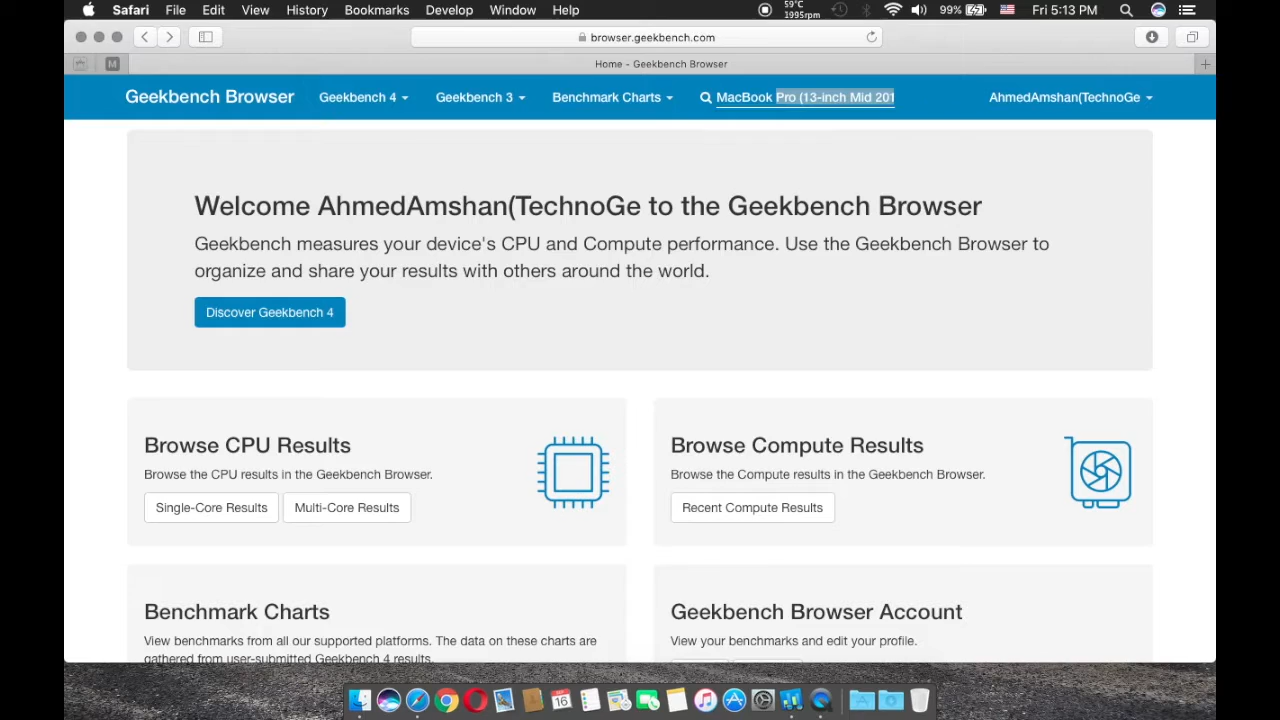 Safari File Edit View History Bookmarks Develop Window Help 59°C 1995rpm 99% Fri 5:13 PM
browser.geekbench.com
M Home - Geekbench Browser
Geekbench Browser Geekbench 4 Geekbench 3 Benchmark Charts MacBook Pro (13-inch Mid 201 AhmedAmshan(TechnoGe
Welcome AhmedAmshan(TechnoGe to the Geekbench Browser
Geekbench measures your device's CPU and Compute performance. Use the Geekbench Browser to
organize and share your results with others around the world.
Discover Geekbench 4
Browse CPU Results
Browse the CPU results in the Geekbench Browser.
Single-Core Results Multi-Core Results
Browse Compute Results
Browse the Compute results in the Geekbench Browser.
Recent Compute Results
Benchmark Charts
View benchmarks from all our supported platforms. The data on these charts are
gathered from user-submitted Geekbench 4 results.
Geekbench Browser Account
View your benchmarks and edit your profile.
16